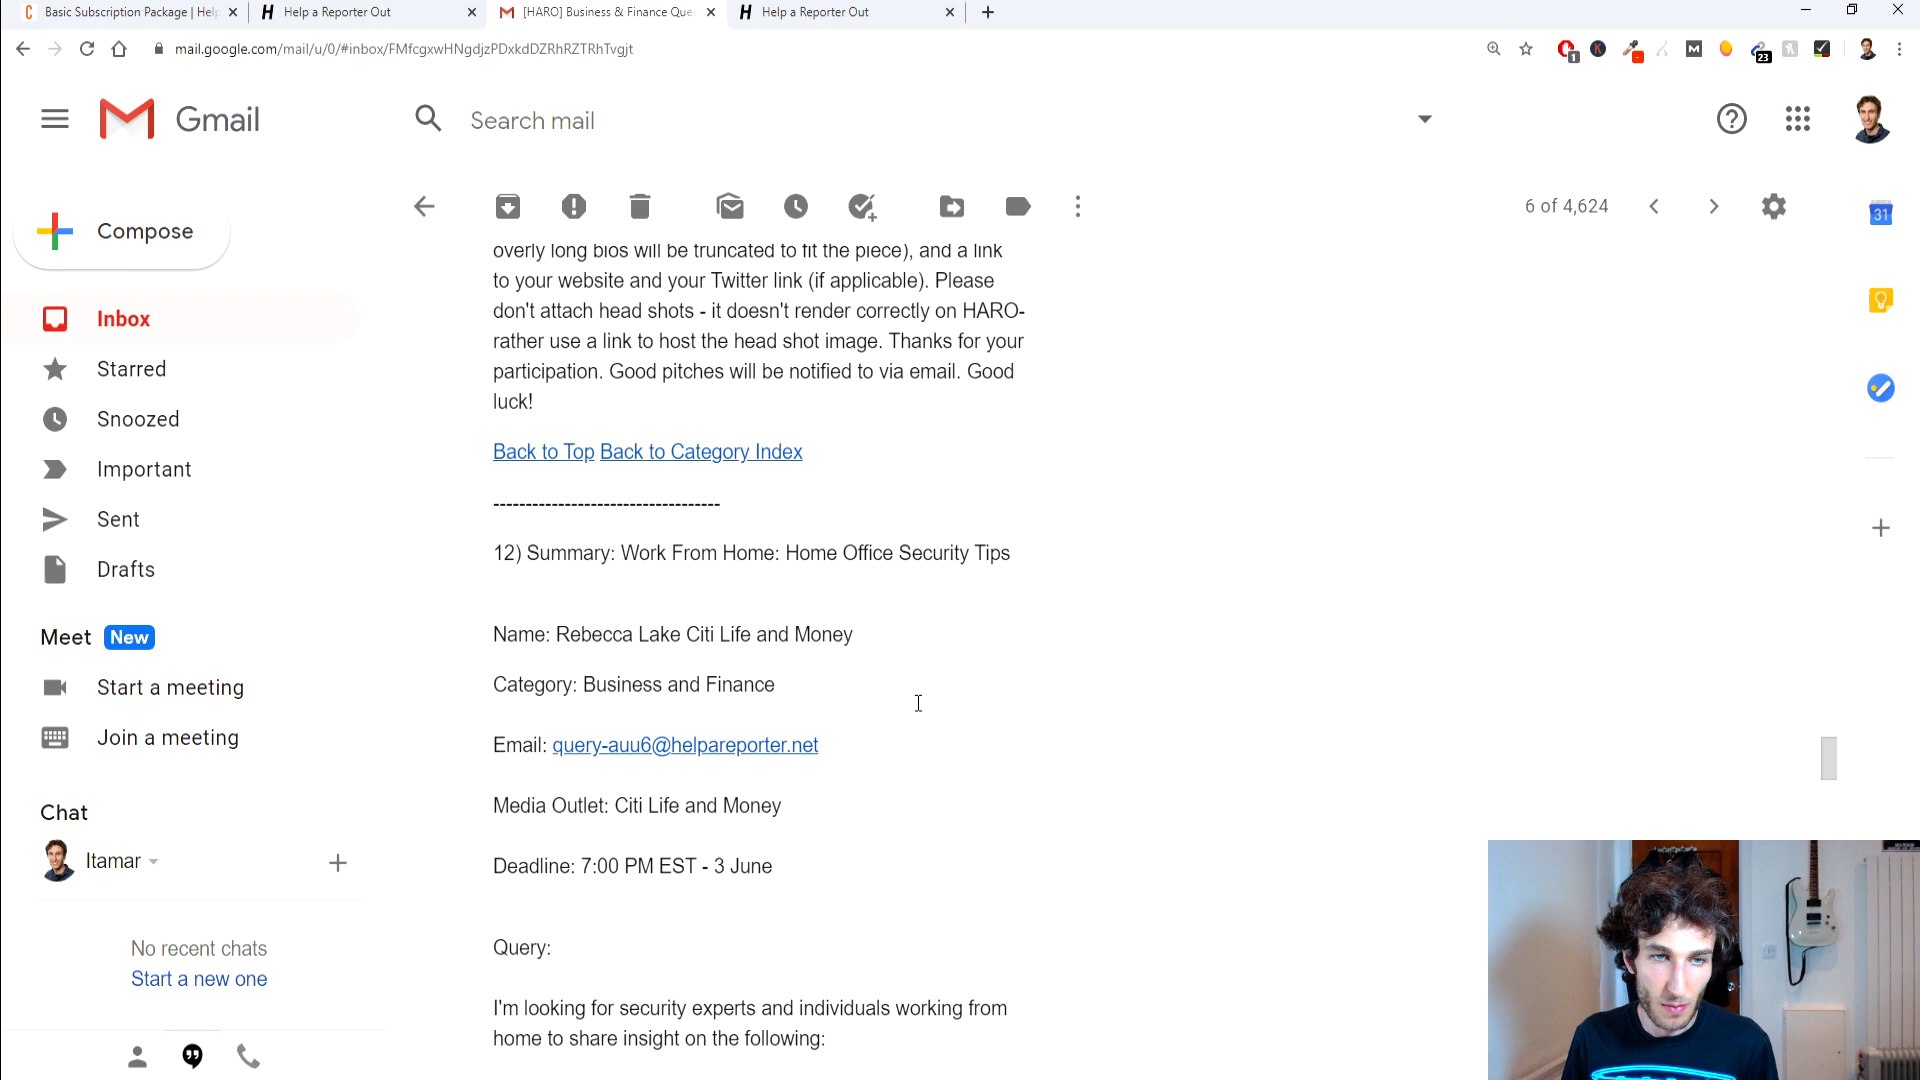 Basic Subscription Package | Help
Help a Reporter Out
[HARO] Business & Finance Que
Help a Reporter Out
mail.google.com/mail/u/0/#inbox/FMfcgxwHNgdjzPDxkdDZRhRZTRhTvgjt
1
23
Gmail
Search mail
Compose
6 of 4,624
31
Inbox
Starred
Snoozed
Important
Sent
Drafts
Meet New
Start a meeting
Join a meeting
Chat
Itamar
No recent chats
Start a new one
overly long bios will be truncated to fit the piece), and a link
to your website and your Twitter link (if applicable). Please
don't attach head shots - it doesn't render correctly on HARO-
rather use a link to host the head shot image. Thanks for your
participation. Good pitches will be notified to via email. Good
luck!
Back to Top Back to Category Index
-----------------------------------
12) Summary: Work From Home: Home Office Security Tips
Name: Rebecca Lake Citi Life and Money
Category: Business and Finance
Email: query-auu6@helpareporter.net
Media Outlet: Citi Life and Money
Deadline: 7:00 PM EST - 3 June
Query:
I'm looking for security experts and individuals working from
home to share insight on the following: